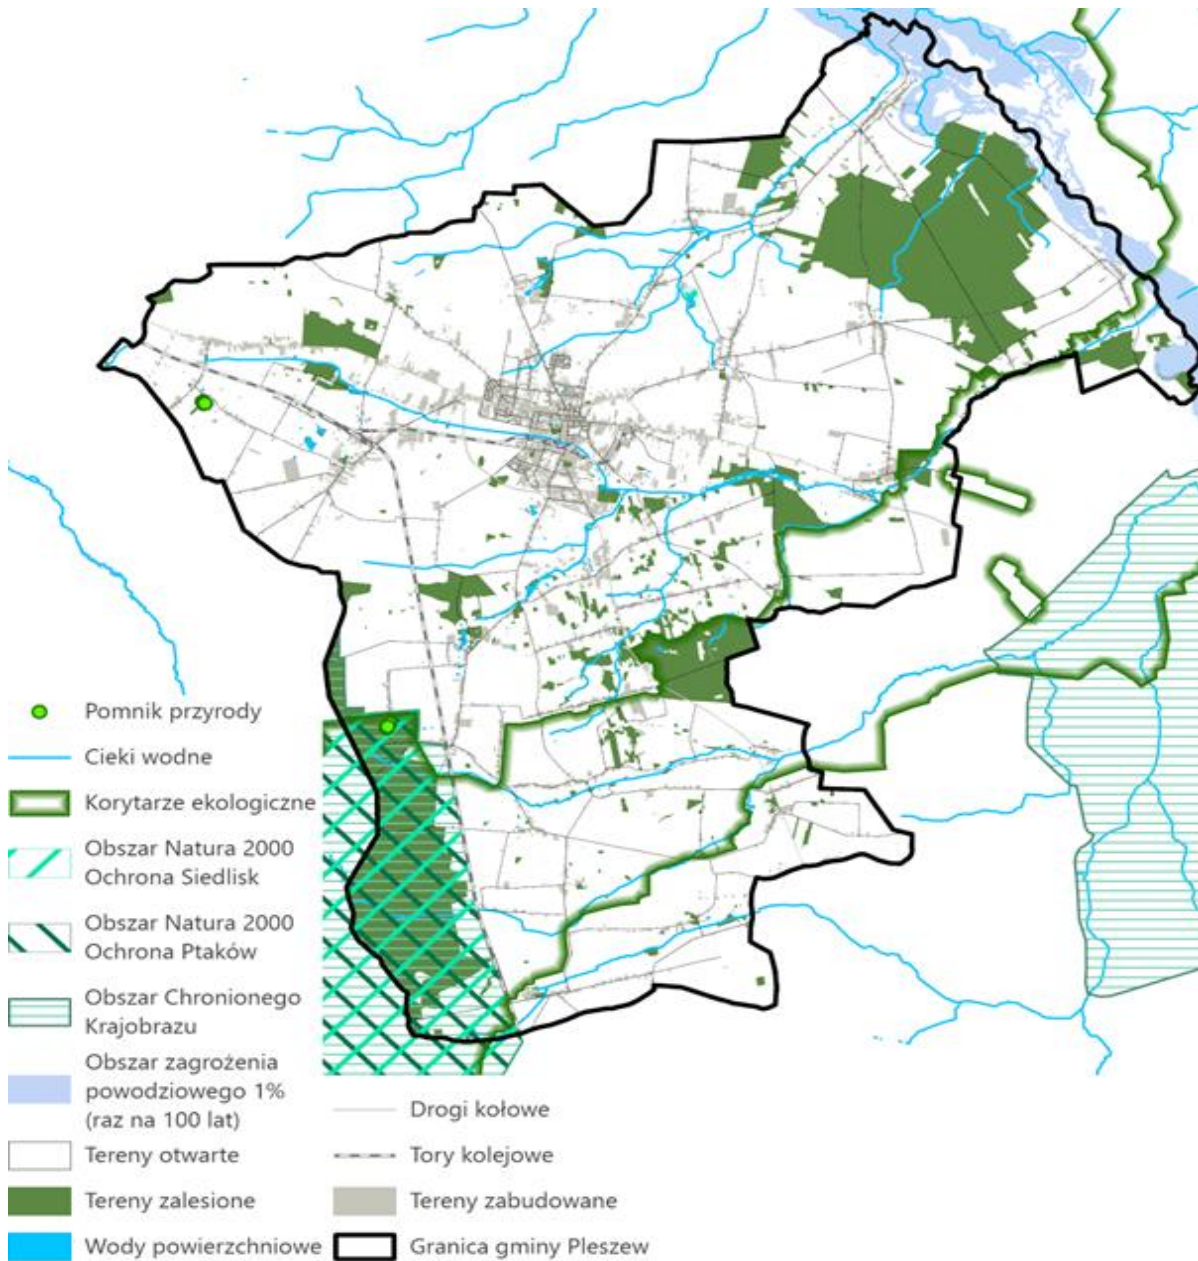 Pomnik przyrody
Cieki wodne
Korytarze ekologiczne
Obszar Natura 2000
Ochrona Siedlisk
Obszar Natura 2000
Ochrona Ptaków
Obszar Chronionego
Krajobrazu
Obszar zagrożenia
powodziowego 1%
(raz na 100 lat)
Tereny otwarte
Tereny zalesione
Wody powierzchniowe
Drogi kołowe
Tory kolejowe
Tereny zabudowane
Granica gminy Pleszew